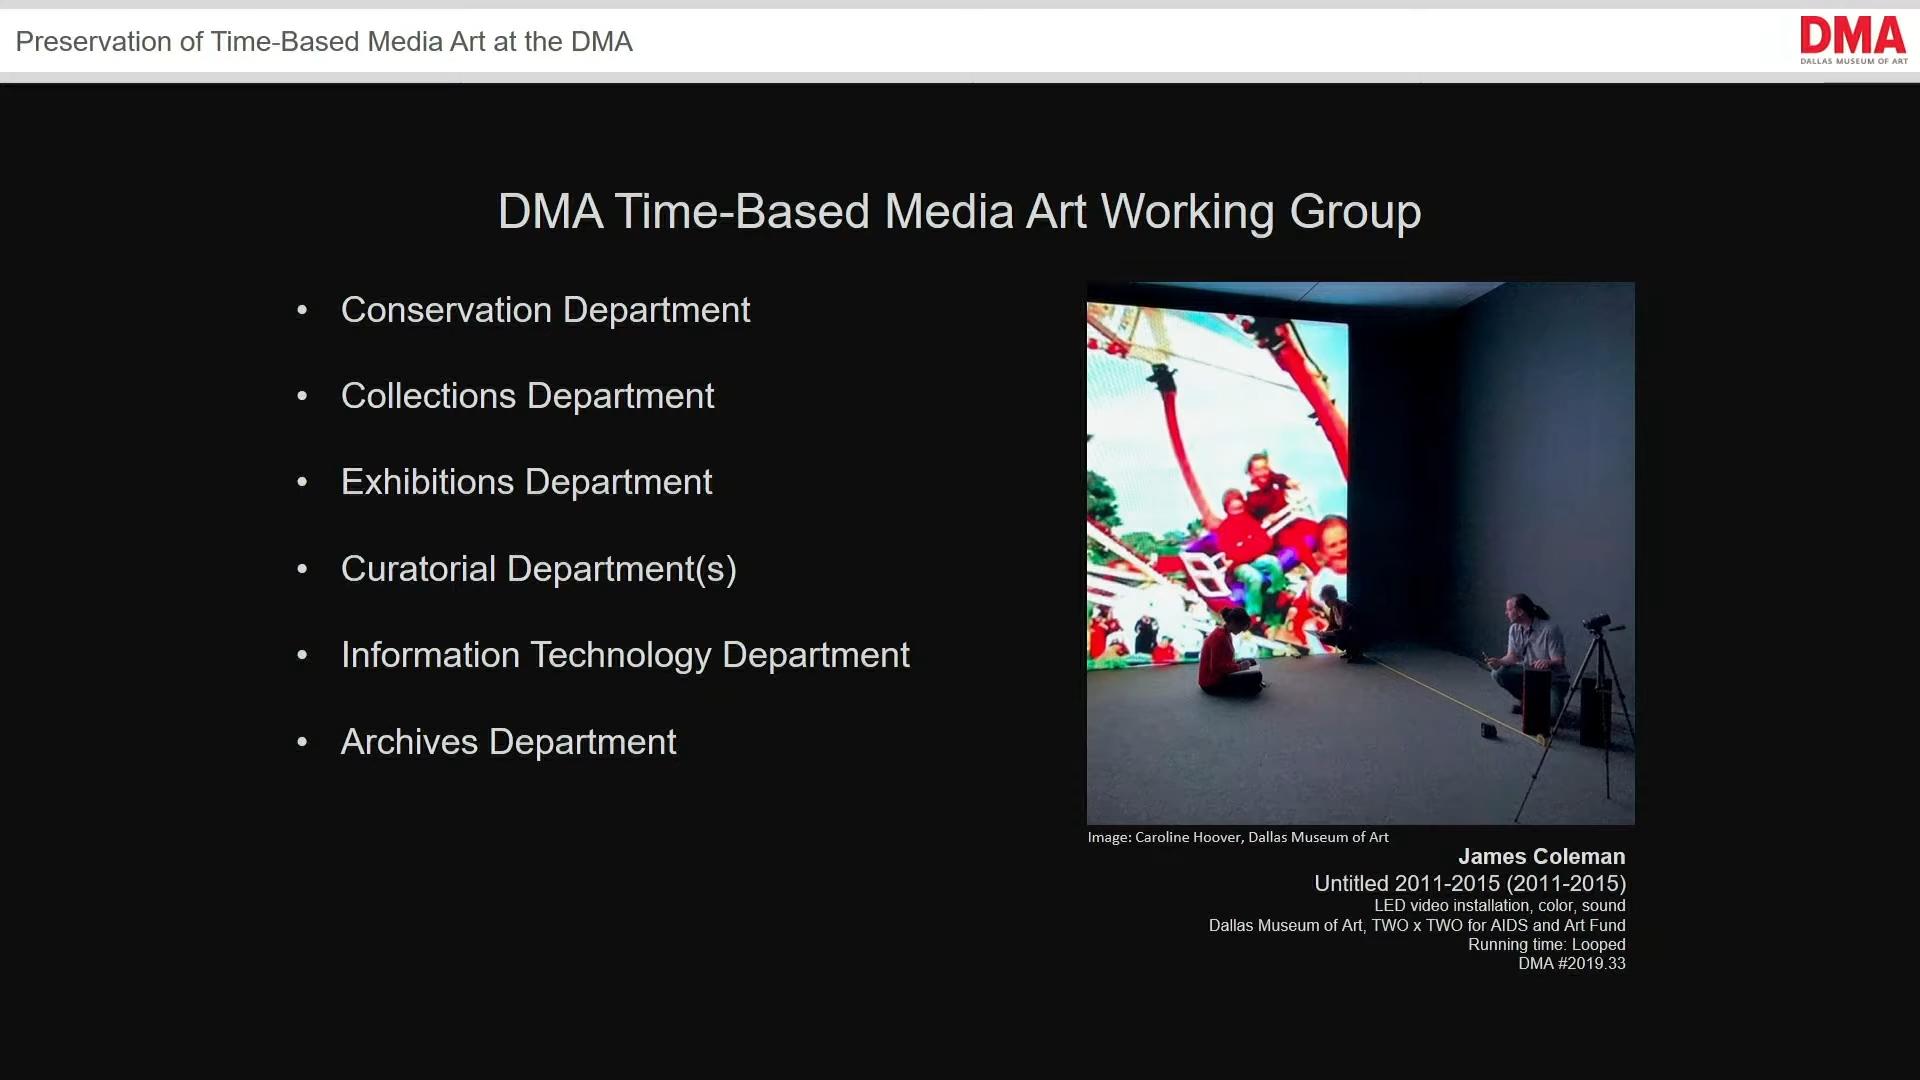 Preservation of Time-Based Media Art at the DMA
DMA
DALLAS MUSEUM OF ART
DMA Time-Based Media Art Working Group
• Conservation Department
• Collections Department
• Exhibitions Department
• Curatorial Department(s)
• Information Technology Department
• Archives Department
Image: Caroline Hoover, Dallas Museum of Art
James Coleman
Untitled 2011-2015 (2011-2015)
LED video installation, color, sound
Dallas Museum of Art, TWO x TWO for AIDS and Art Fund
Running time: Looped
DMA #2019.33